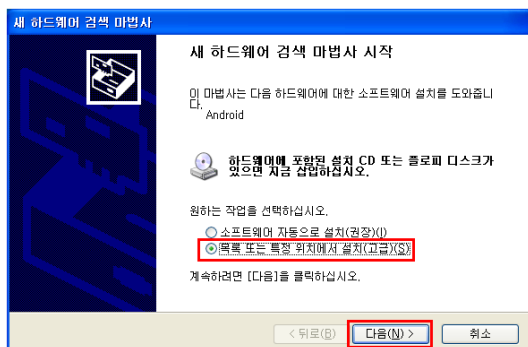 새 하드웨어 검색 마법사
새 하드웨어 검색 마법사 시작
이 마법사는 다음 하드웨어에 대한 소프트웨어 설치를 도와줍니
다.
Android
하드웨어에 포함된 설치 CD 또는 플로피 디스크가
있으면 지금 삽입하십시오.
원하는 작업을 선택하십시오.
소프트웨어 자동으로 설치(권장)(I)
목록 또는 특정 위치에서 설치(고급)(S)
계속하려면 [다음]을 클릭하십시오.
< 뒤로(B) 다음(N) > 취소